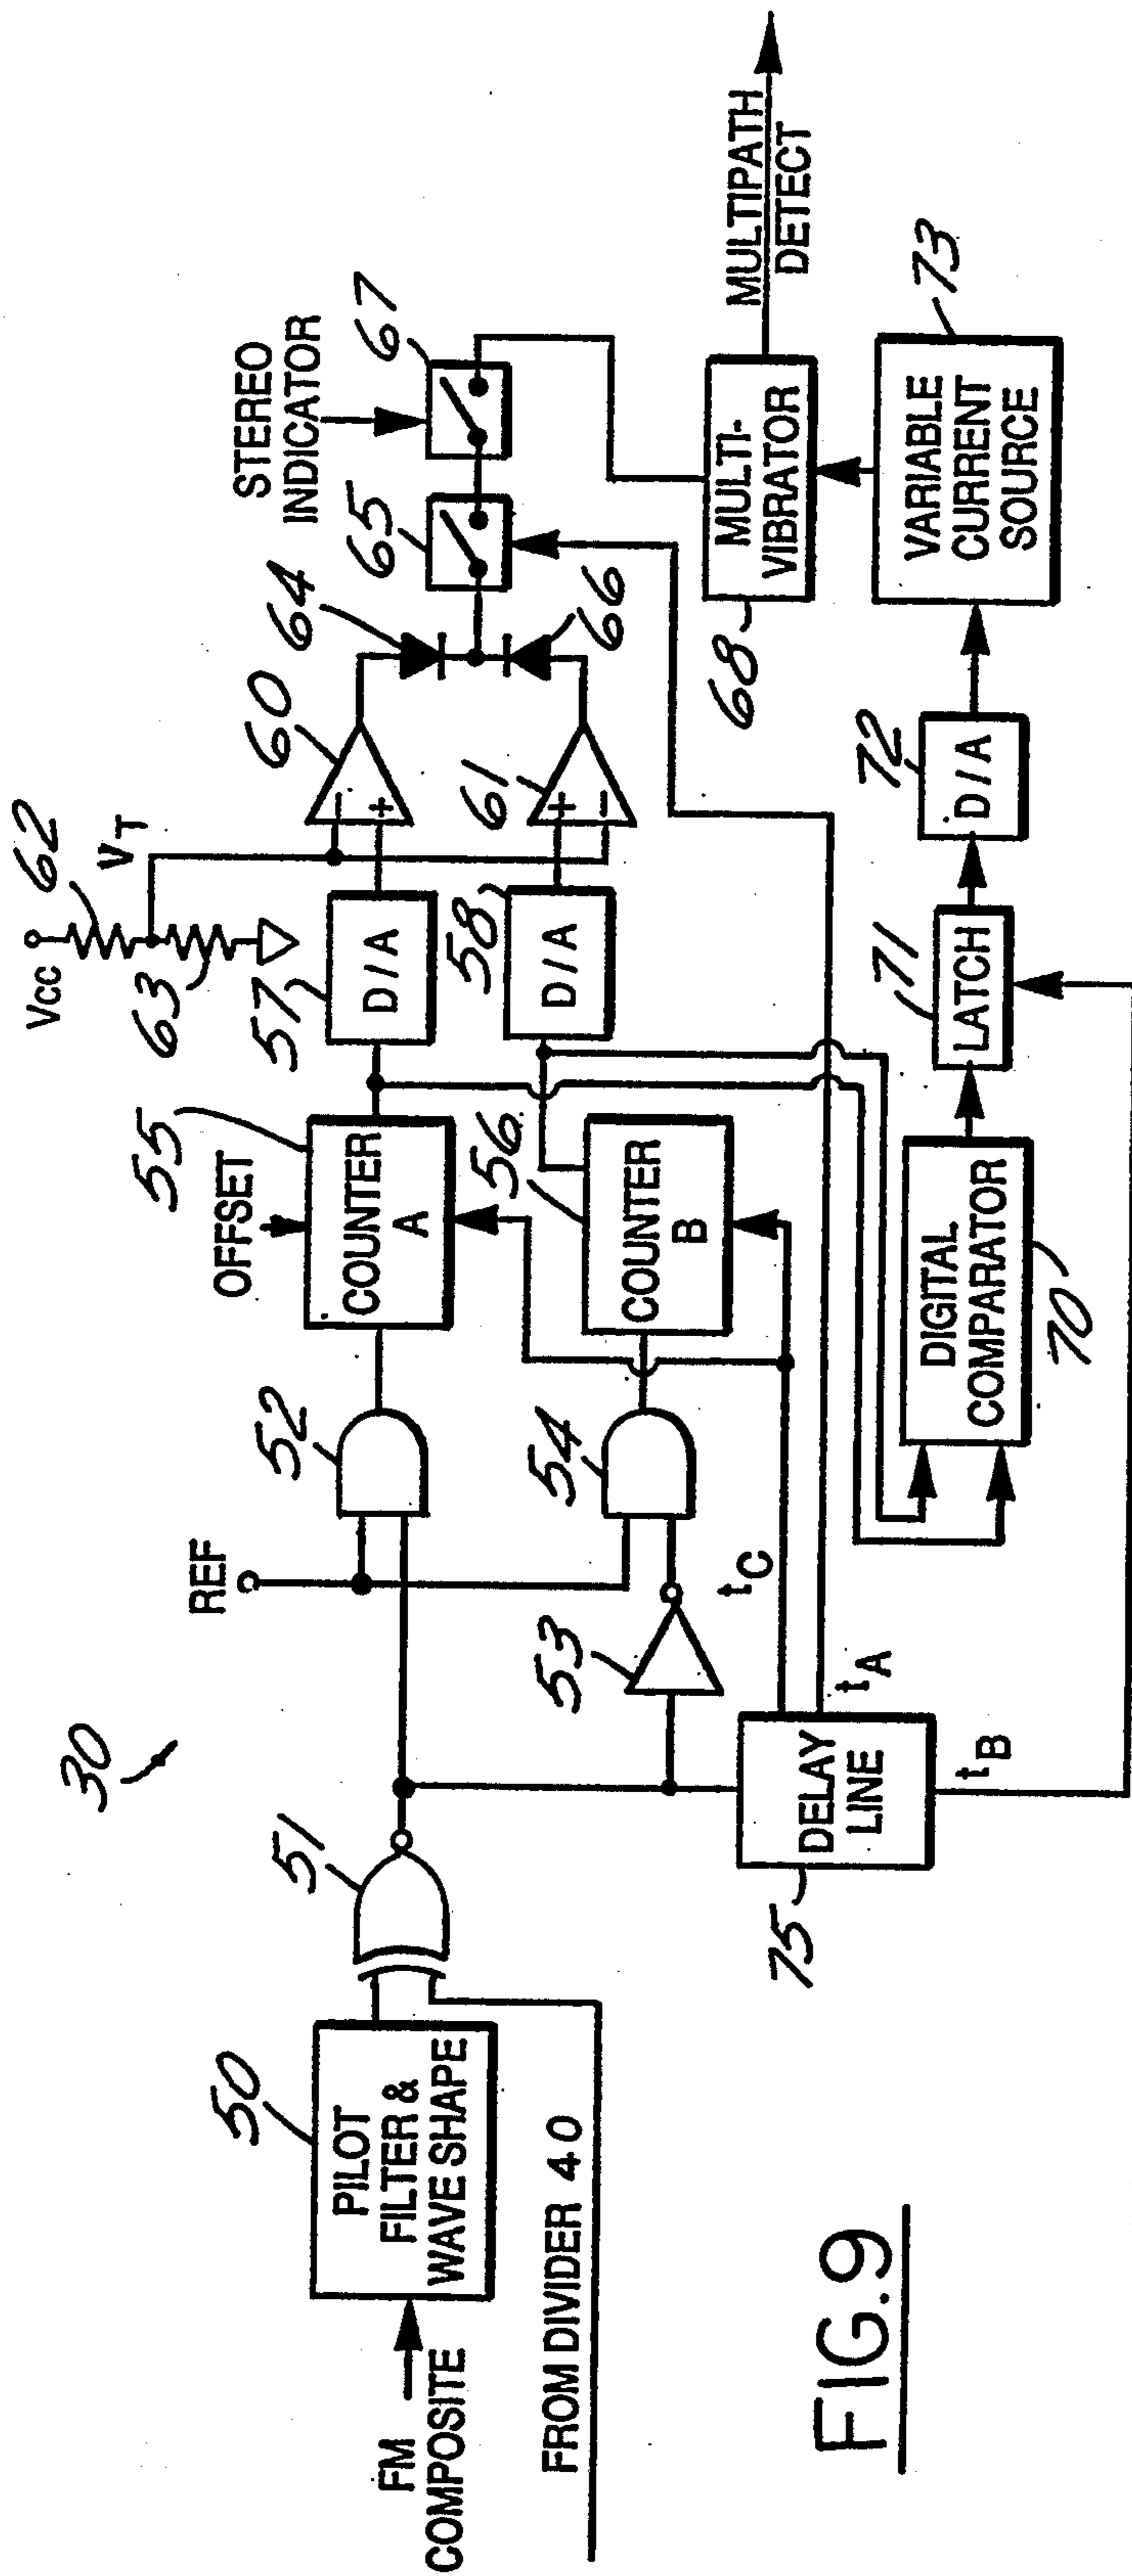 30
FM
COMPOSITE
50
PILOT
FILTER &
WAVE SHAPE
FROM DIVIDER 40
51
REF
52
53
54
OFFSET
55
COUNTER
A
56
COUNTER
B
Vcc
62
63
VT
57
D/A
58
D/A
60
-
+
61
+
-
64
66
65
STEREO
INDICATOR
67
75
DELAY
LINE
tC
tA
tB
70
DIGITAL
COMPARATOR
71
LATCH
72
D/A
73
VARIABLE
CURRENT
SOURCE
68
MULTI-
VIBRATOR
MULTIPATH
DETECT
FIG.9